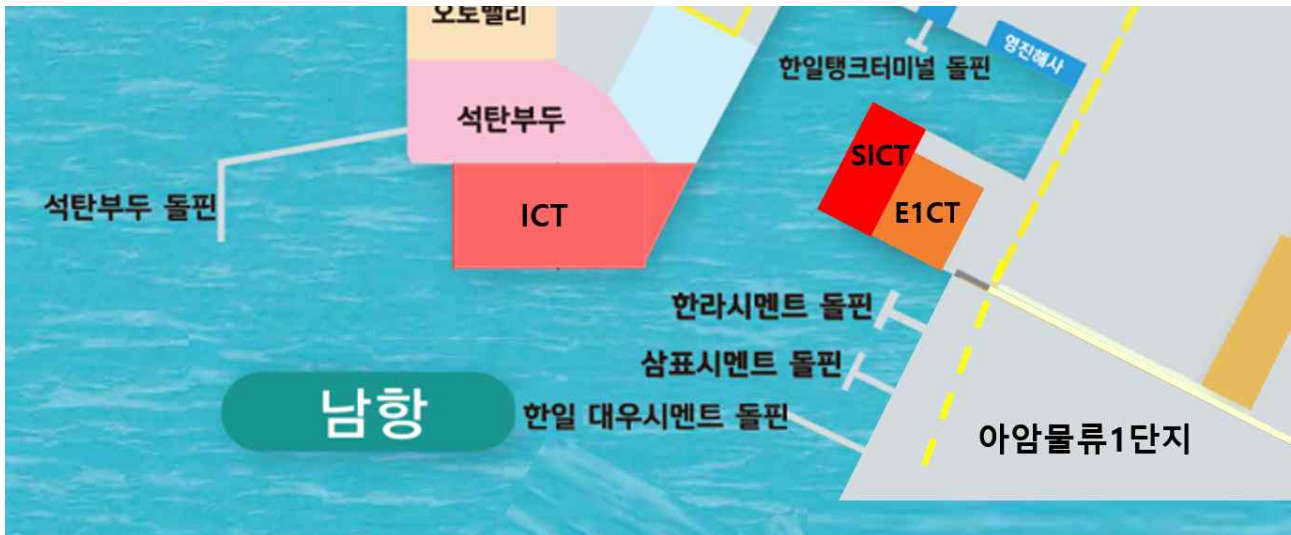 오토밸리
한일탱크터미널 돌핀
영진해사
석탄부두
SICT
석탄부두 돌핀
ICT
E1CT
한라시멘트 돌핀
삼표시멘트 돌핀
남항
한일 대우시멘트 돌핀
아암물류1단지